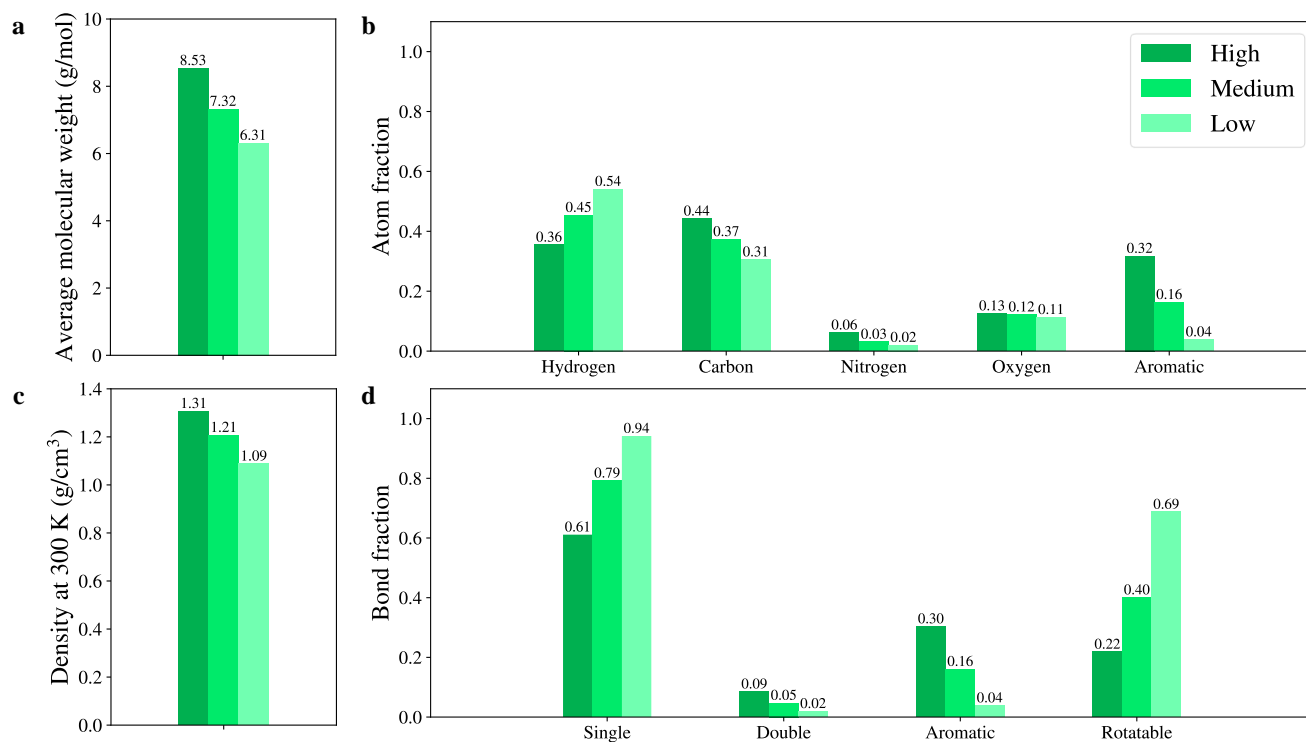 a
Average molecular weight (g/mol)
10
8
6
4
2
0
8.53
7.32
6.31
b
Atom fraction
1.0
0.8
0.6
0.4
0.2
0.0
High
Medium
Low
0.36
0.45
0.54
0.44
0.37
0.31
0.06
0.03
0.02
0.13
0.12
0.11
0.32
0.16
0.04
Hydrogen
Carbon
Nitrogen
Oxygen
Aromatic
c
Density at 300 K (g/cm³)
1.4
1.2
1.0
0.8
0.6
0.4
0.2
0.0
1.31
1.21
1.09
d
Bond fraction
1.0
0.8
0.6
0.4
0.2
0.0
0.61
0.79
0.94
0.09
0.05
0.02
0.30
0.16
0.04
0.22
0.40
0.69
Single
Double
Aromatic
Rotatable